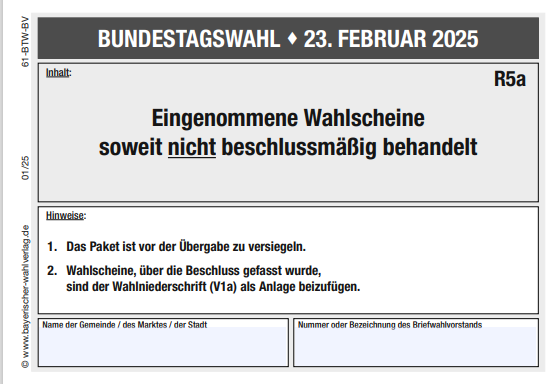 BUNDESTAGSWAHL ♦ 23. FEBRUAR 2025
Inhalt:
R5a
Eingenommene Wahlscheine
soweit nicht beschlussmäßig behandelt
Hinweise:
1. Das Paket ist vor der Übergabe zu versiegeln.
2. Wahlscheine, über die Beschluss gefasst wurde,
sind der Wahlniederschrift (V1a) als Anlage beizufügen.
Name der Gemeinde / des Marktes / der Stadt
Nummer oder Bezeichnung des Briefwahlvorstands
© www.bayerischer-wahlverlag.de
01/25
61-BTW-BV